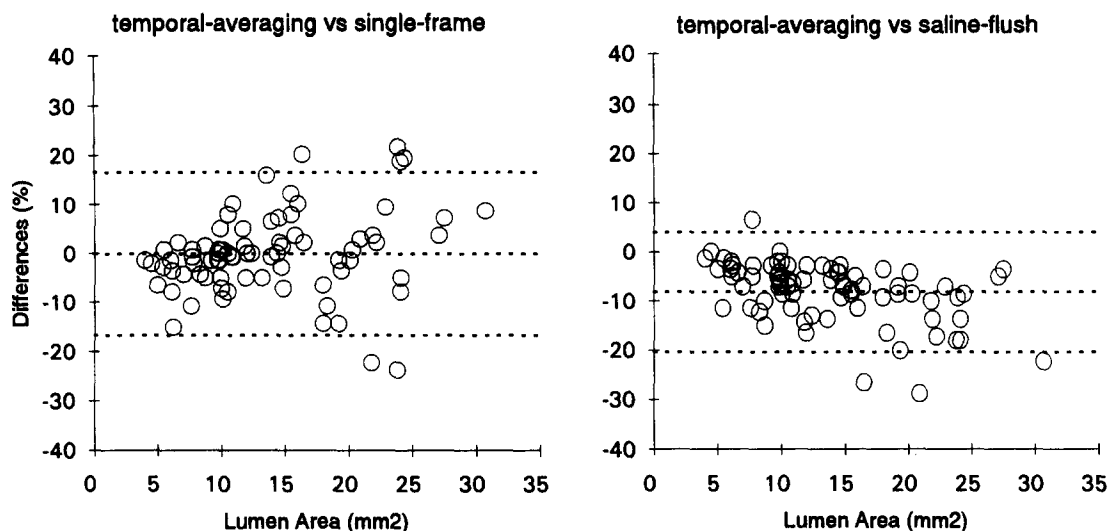 temporal-averaging vs single-frame
40
30
20
10
0
-10
-20
-30
-40
Differences (%)
0 5 10 15 20 25 30 35
Lumen Area (mm2)
temporal-averaging vs saline-flush
40
30
20
10
0
-10
-20
-30
-40
0 5 10 15 20 25 30 35
Lumen Area (mm2)